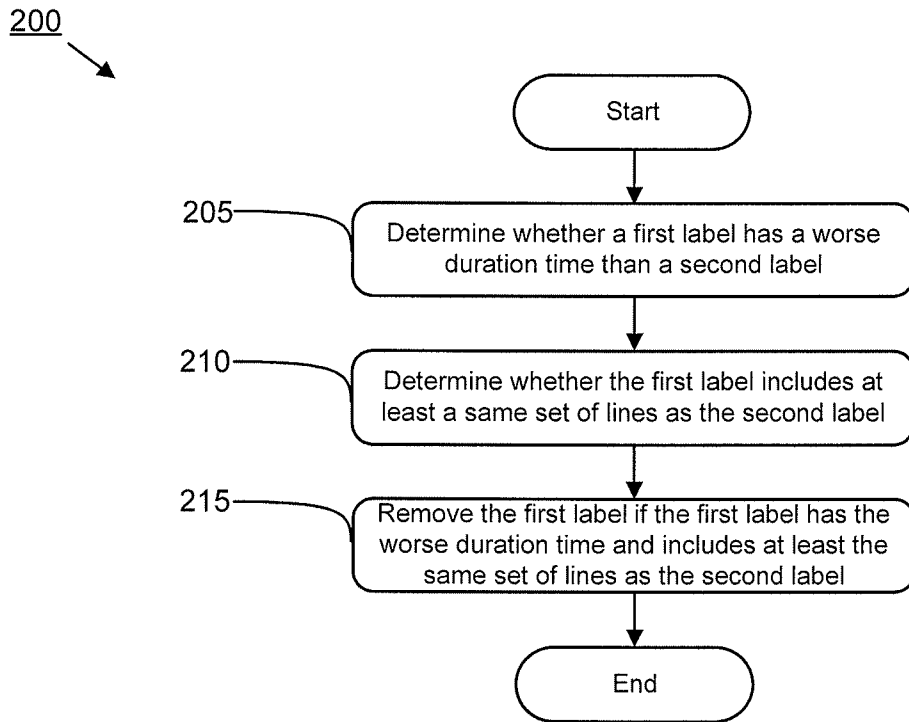 200
Start
205
Determine whether a first label has a worse
duration time than a second label
210
Determine whether the first label includes at
least a same set of lines as the second label
215
Remove the first label if the first label has the
worse duration time and includes at least the
same set of lines as the second label
End